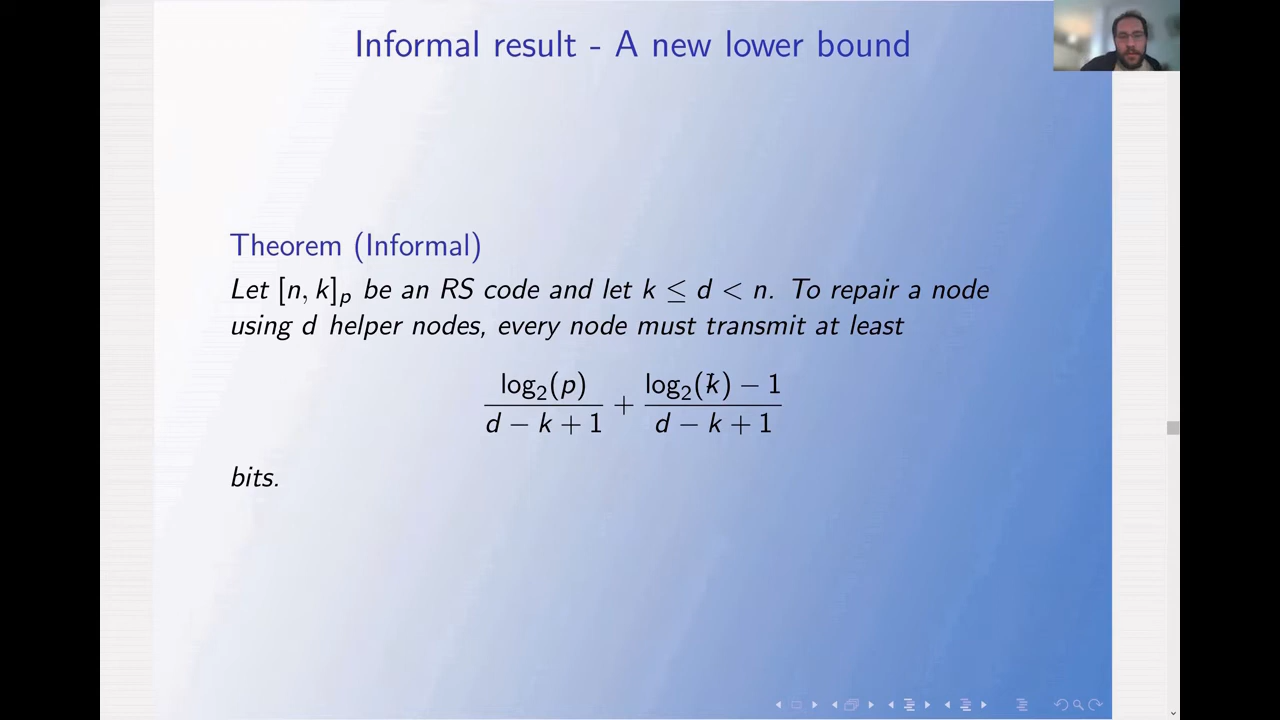 Informal result - A new lower bound
Theorem (Informal)
Let [n, k]ₚ be an RS code and let k ≤ d < n. To repair a node
using d helper nodes, every node must transmit at least
log₂(p)/(d − k + 1) + (log₂(k) − 1)/(d − k + 1)
bits.